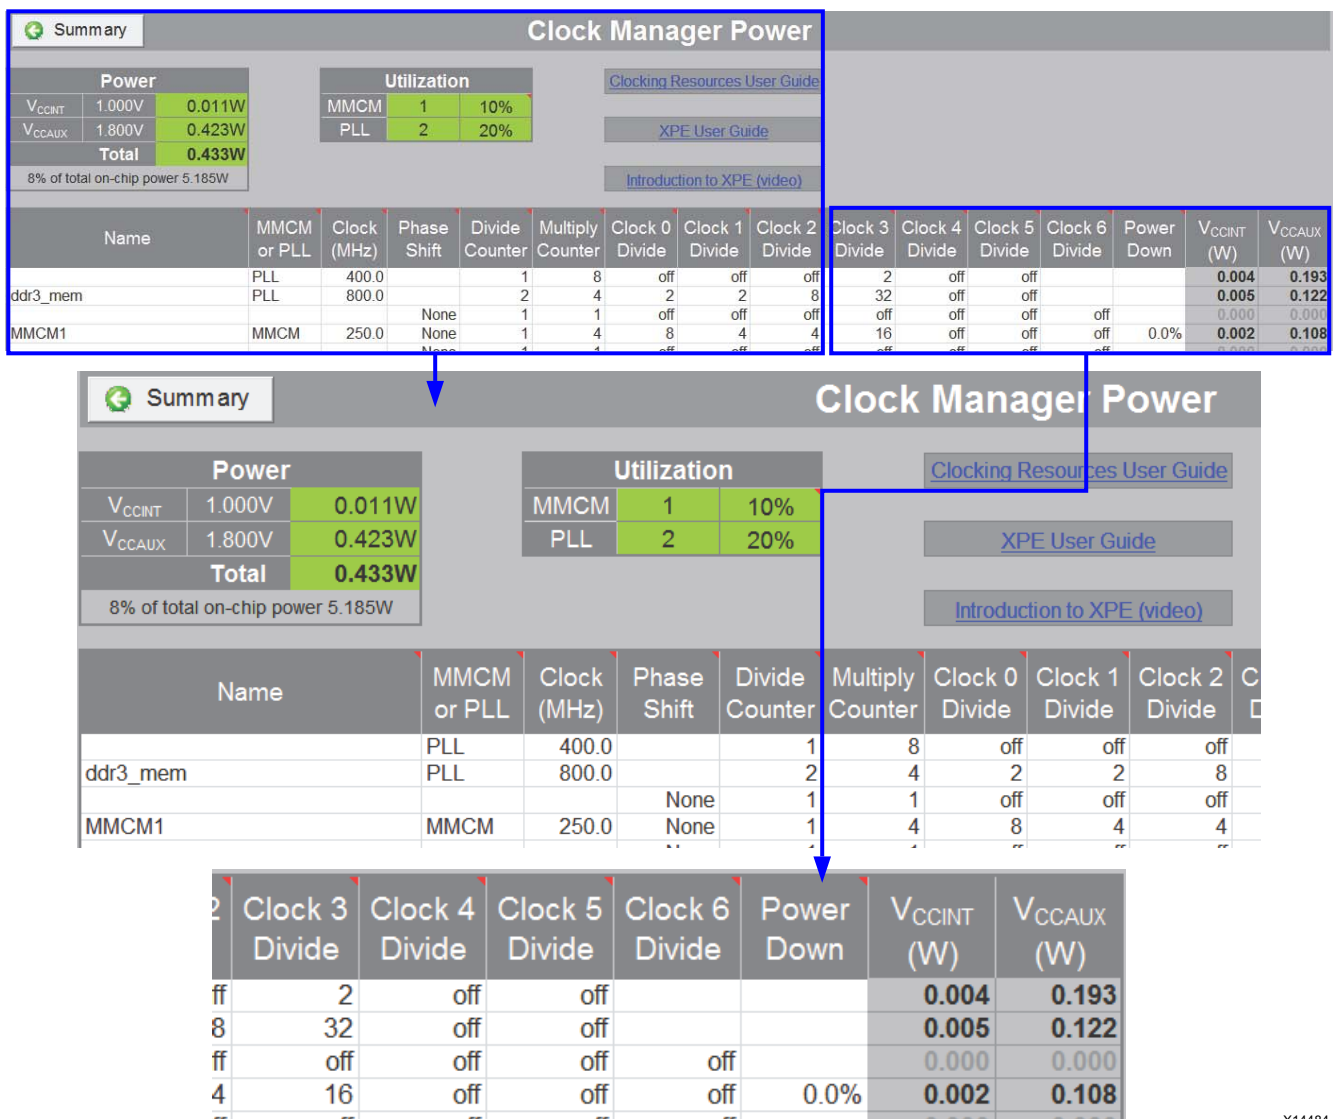 Summary
Clock Manager Power
Power
Utilization
Clocking Resources User Guide
VCCINT 1.000V 0.011W
MMCM 1 10%
VCCAUX 1.800V 0.423W
PLL 2 20%
XPE User Guide
Total 0.433W
8% of total on-chip power 5.185W
Introduction to XPE (video)
Name MMCM or PLL Clock (MHz) Phase Shift Divide Counter Multiply Counter Clock 0 Divide Clock 1 Divide Clock 2 Divide Clock 3 Divide Clock 4 Divide Clock 5 Divide Clock 6 Divide Power Down VCCINT (W) VCCAUX (W)
PLL 400.0 1 8 off off off 2 off off 0.004 0.193
ddr3_mem PLL 800.0 2 4 2 2 8 32 off off 0.005 0.122
None 1 1 off off off off off off off 0.000 0.000
MMCM1 MMCM 250.0 None 1 4 8 4 4 16 off off off 0.0% 0.002 0.108
Summary
Clock Manager Power
Power
Utilization
Clocking Resources User Guide
VCCINT 1.000V 0.011W
MMCM 1 10%
VCCAUX 1.800V 0.423W
PLL 2 20%
XPE User Guide
Total 0.433W
8% of total on-chip power 5.185W
Introduction to XPE (video)
Name MMCM or PLL Clock (MHz) Phase Shift Divide Counter Multiply Counter Clock 0 Divide Clock 1 Divide Clock 2 Divide
PLL 400.0 1 8 off off off
ddr3_mem PLL 800.0 2 4 2 2 8
None 1 1 off off off
MMCM1 MMCM 250.0 None 1 4 8 4 4
2 Clock 3 Divide Clock 4 Divide Clock 5 Divide Clock 6 Divide Power Down VCCINT (W) VCCAUX (W)
ff 2 off off 0.004 0.193
8 32 off off 0.005 0.122
ff off off off off 0.000 0.000
4 16 off off off 0.0% 0.002 0.108